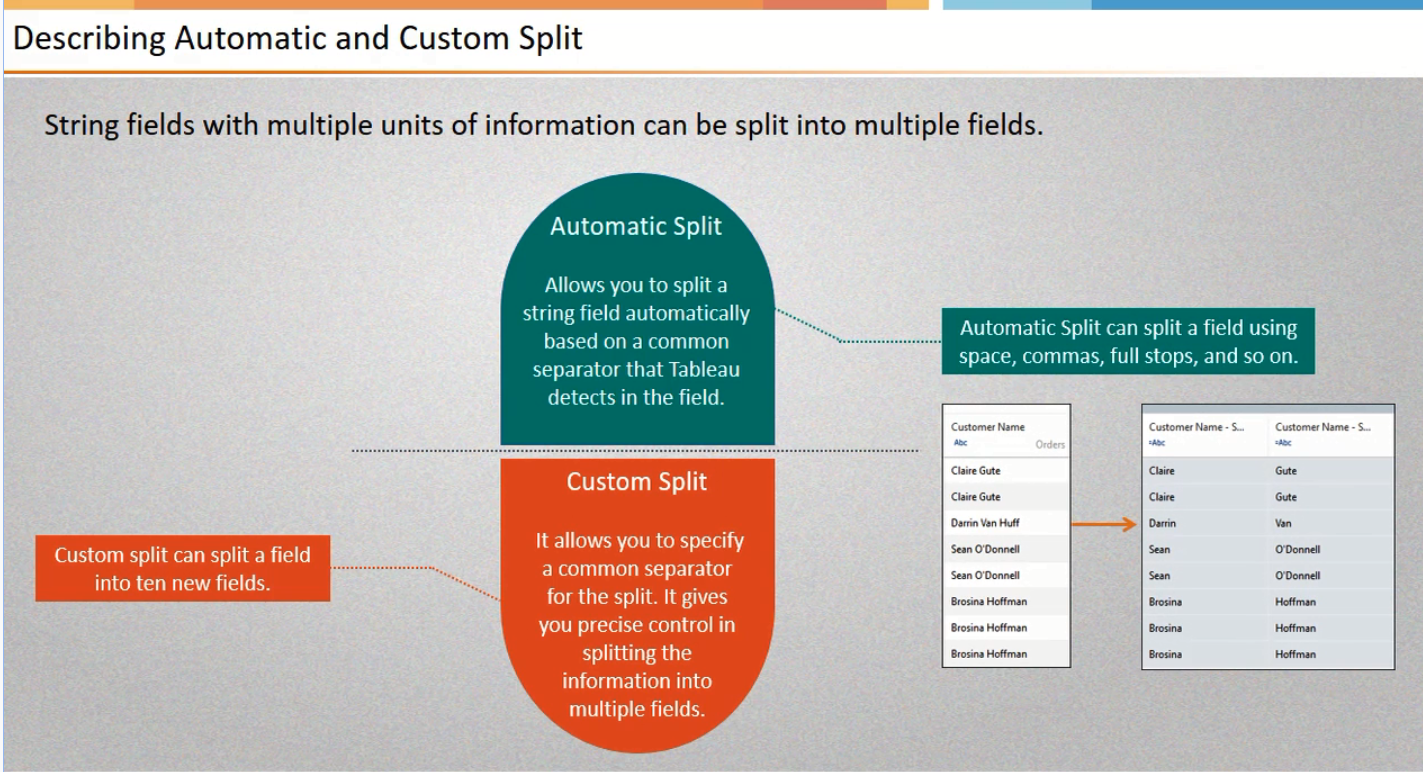 Describing Automatic and Custom Split
String fields with multiple units of information can be split into multiple fields.
Automatic Split
Allows you to split a
string field automatically
based on a common
separator that Tableau
detects in the field.
Automatic Split can split a field using
space, commas, full stops, and so on.
Custom Split
It allows you to specify
a common separator
for the split. It gives
you precise control in
splitting the
information into
multiple fields.
Custom split can split a field
into ten new fields.
Customer Name
Abc Orders
Claire Gute
Claire Gute
Darrin Van Huff
Sean O'Donnell
Sean O'Donnell
Brosina Hoffman
Brosina Hoffman
Brosina Hoffman
Customer Name - S... Customer Name - S...
=Abc =Abc
Claire Gute
Claire Gute
Darrin Van
Sean O'Donnell
Sean O'Donnell
Brosina Hoffman
Brosina Hoffman
Brosina Hoffman